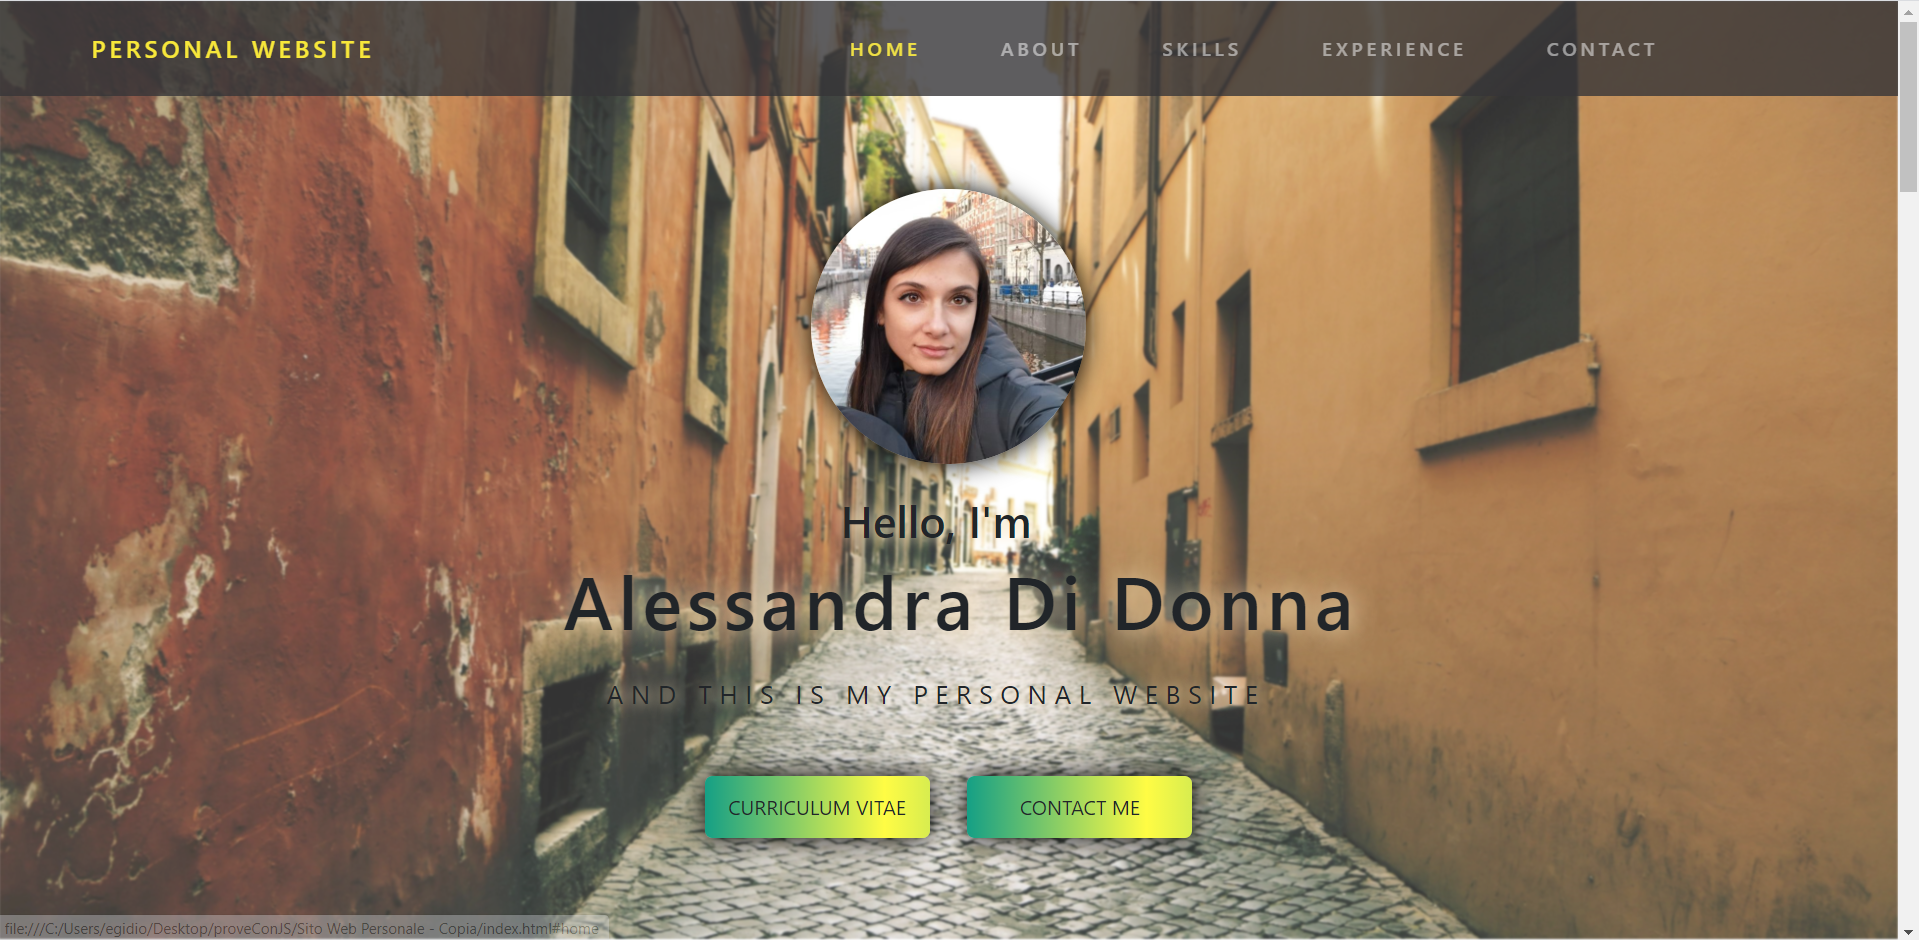 PERSONAL WEBSITE
HOME ABOUT SKILLS EXPERIENCE CONTACT
Hello, I'm
Alessandra Di Donna
AND THIS IS MY PERSONAL WEBSITE
CURRICULUM VITAE
CONTACT ME
file:///C:/Users/egidio/Desktop/proveConJS/Sito Web Personale - Copia/index.html#home